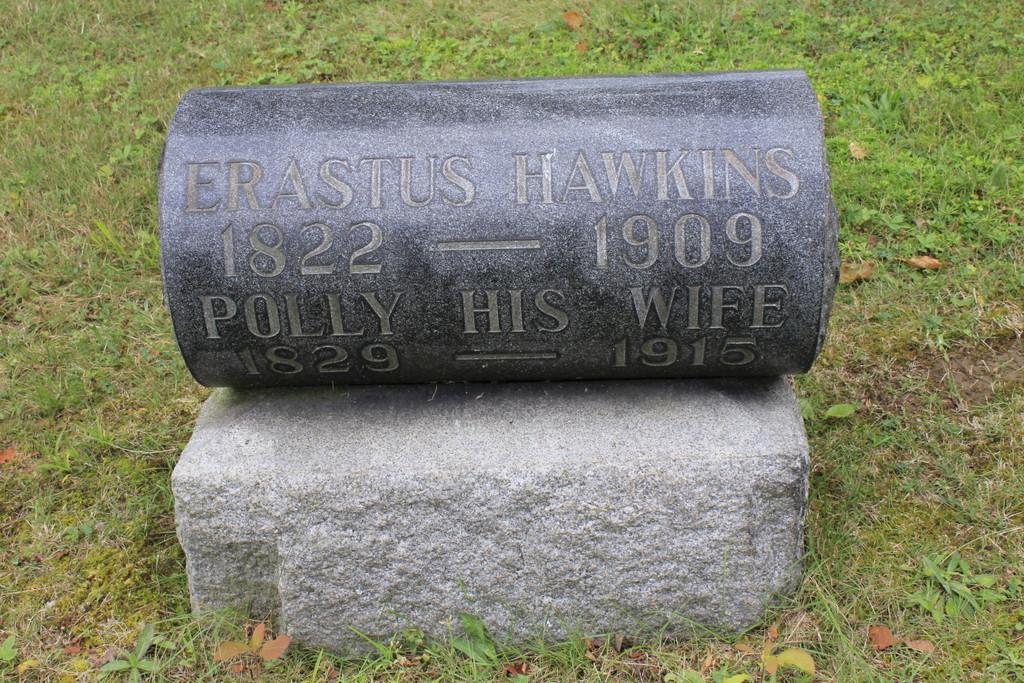 ERASTUS HAWKINS
1822 — 1909
POLLY HIS WIFE
1829 — 1915